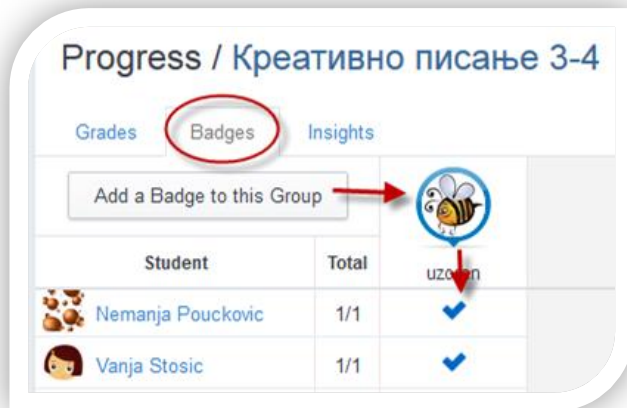 Progress / Креативно писање 3-4
Grades Badges Insights
Add a Badge to this Group
Student Total uzoran
Nemanja Pouckovic 1/1
Vanja Stosic 1/1